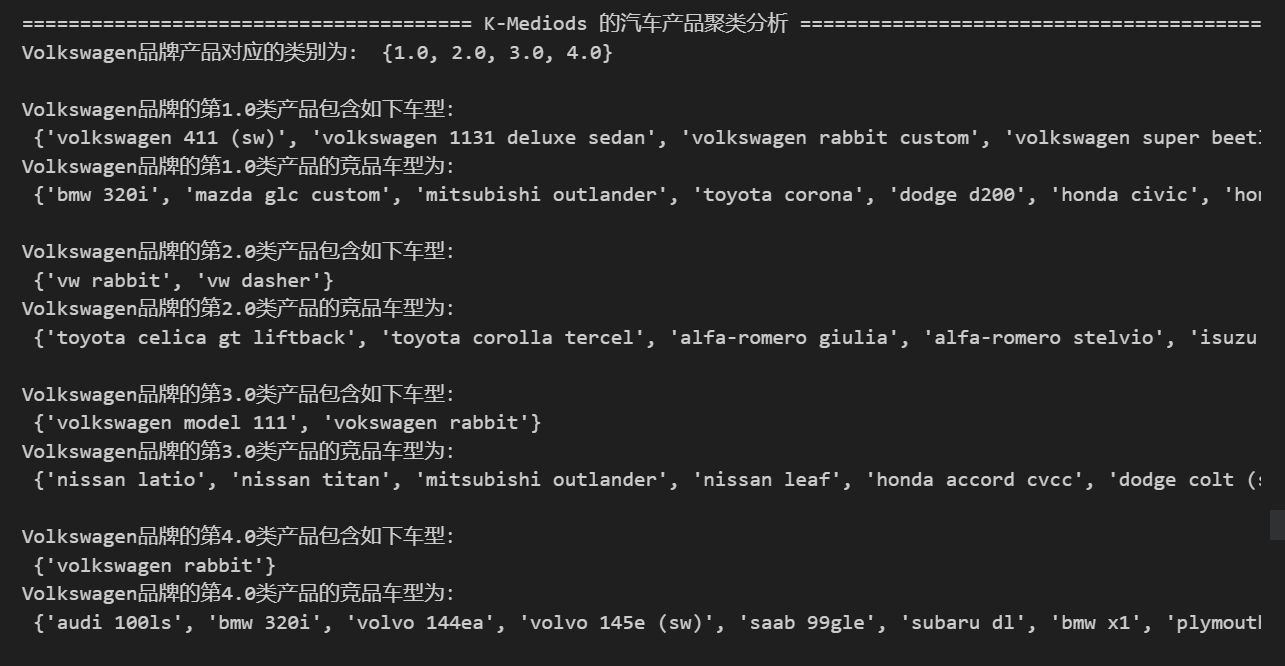 ======================================= K-Mediods 的汽车产品聚类分析 ========================================
Volkswagen品牌产品对应的类别为: {1.0, 2.0, 3.0, 4.0}
Volkswagen品牌的第1.0类产品包含如下车型:
{'volkswagen 411 (sw)', 'volkswagen 1131 deluxe sedan', 'volkswagen rabbit custom', 'volkswagen super
Volkswagen品牌的第1.0类产品的竞品车型为:
{'bmw 320i', 'mazda glc custom', 'mitsubishi outlander', 'toyota corona', 'dodge d200', 'honda civic',
Volkswagen品牌的第2.0类产品包含如下车型:
{'vw rabbit', 'vw dasher'}
Volkswagen品牌的第2.0类产品的竞品车型为:
{'toyota celica gt liftback', 'toyota corolla tercel', 'alfa-romero giulia', 'alfa-romero stelvio', 'isuzu
Volkswagen品牌的第3.0类产品包含如下车型:
{'volkswagen model 111', 'vokswagen rabbit'}
Volkswagen品牌的第3.0类产品的竞品车型为:
{'nissan latio', 'nissan titan', 'mitsubishi outlander', 'nissan leaf', 'honda accord cvcc', 'dodge colt
Volkswagen品牌的第4.0类产品包含如下车型:
{'volkswagen rabbit'}
Volkswagen品牌的第4.0类产品的竞品车型为:
{'audi 100ls', 'bmw 320i', 'volvo 144ea', 'volvo 145e (sw)', 'saab 99gle', 'subaru dl', 'bmw x1',